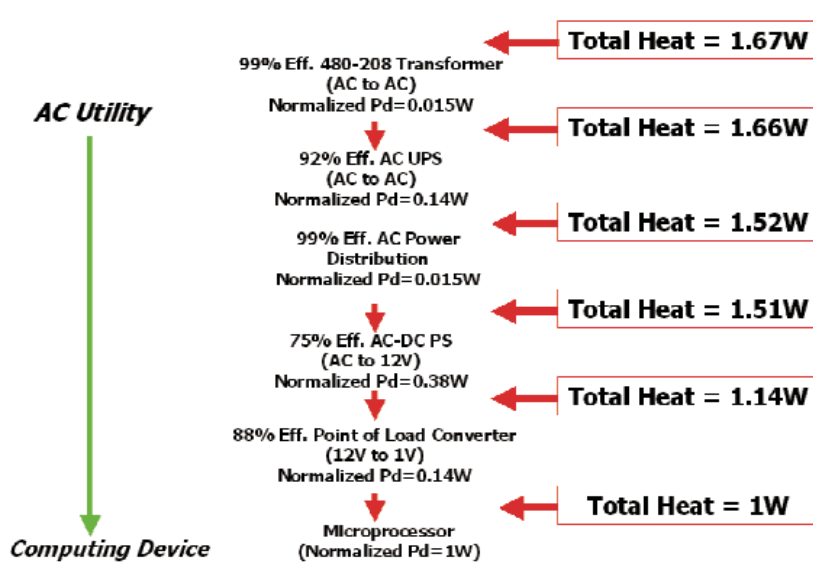 Total Heat = 1.67W
99% Eff. 480-208 Transformer
(AC to AC)
Normalized Pd=0.015W
AC Utility
Total Heat = 1.66W
92% Eff. AC UPS
(AC to AC)
Normalized Pd=0.14W
Total Heat = 1.52W
99% Eff. AC Power
Distribution
Normalized Pd=0.015W
Total Heat = 1.51W
75% Eff. AC-DC PS
(AC to 12V)
Normalized Pd=0.38W
Total Heat = 1.14W
88% Eff. Point of Load Converter
(12V to 1V)
Normalized Pd=0.14W
Total Heat = 1W
MIcroprocessor
(Normalized Pd=1W)
Computing Device